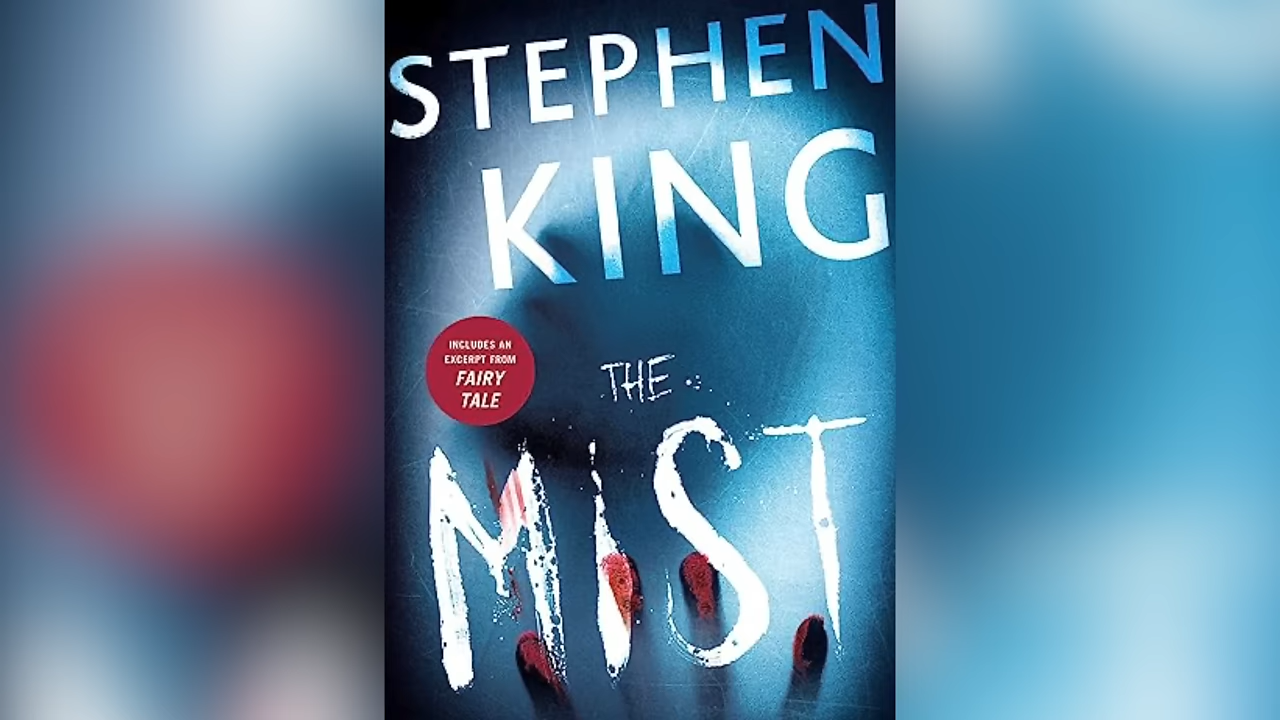 STEPHEN
KING
INCLUDES AN
EXCERPT FROM
FAIRY
TALE
THE
MIST